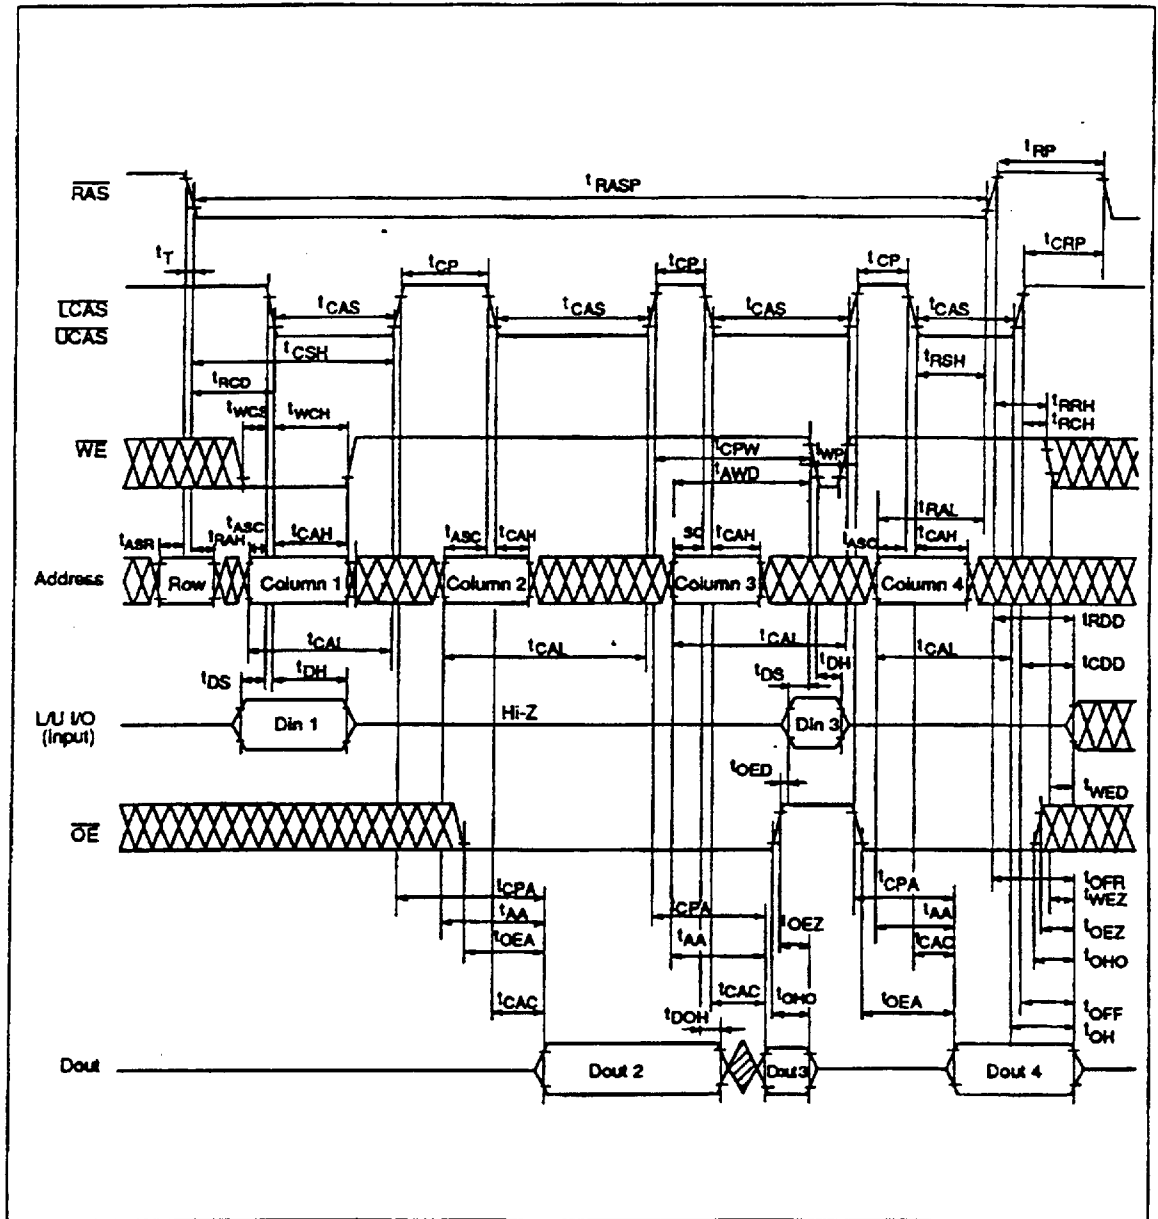 tRP
RAS
tRASP
tCRP
tT
tCP tCP tCP
LCAS
UCAS
tCAS tCAS tCAS tCAS
tCSH
tRSH
tRCD
tWCS tWCH
tRRH
tRCH
WE
tCPW tWP
tAWD
tRAL
tASR tRAH tASC tCAH tASC tCAH SC tCAH tASC tCAH
Address Row Column 1 Column 2 Column 3 Column 4
tRDD
tCAL tCAL tCAL tCAL
tCDD
tDS tDH tDS tDH
L/U I/O
(input)
Din 1 Hi-Z Din 3
tOED
tWED
OE
tCPA tCPA tCPA tOFR
tWEZ
tAA tOEZ tAA
tOEZ
tOEA tAA tCAC
tOHO
tCAC tCAC tOHO tOEA
tOFF
tDOH
tOH
Dout Dout 2 Dout3 Dout 4